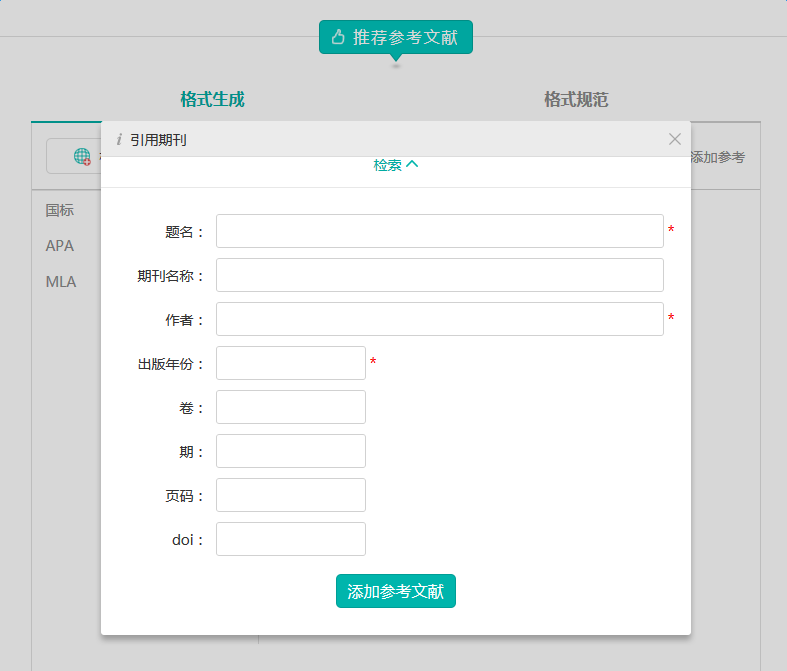 推荐参考文献
格式生成 格式规范
i 引用期刊
添加参考
检索
国标
APA
MLA
题名： *
期刊名称：
作者： *
出版年份： *
卷：
期：
页码：
doi：
添加参考文献